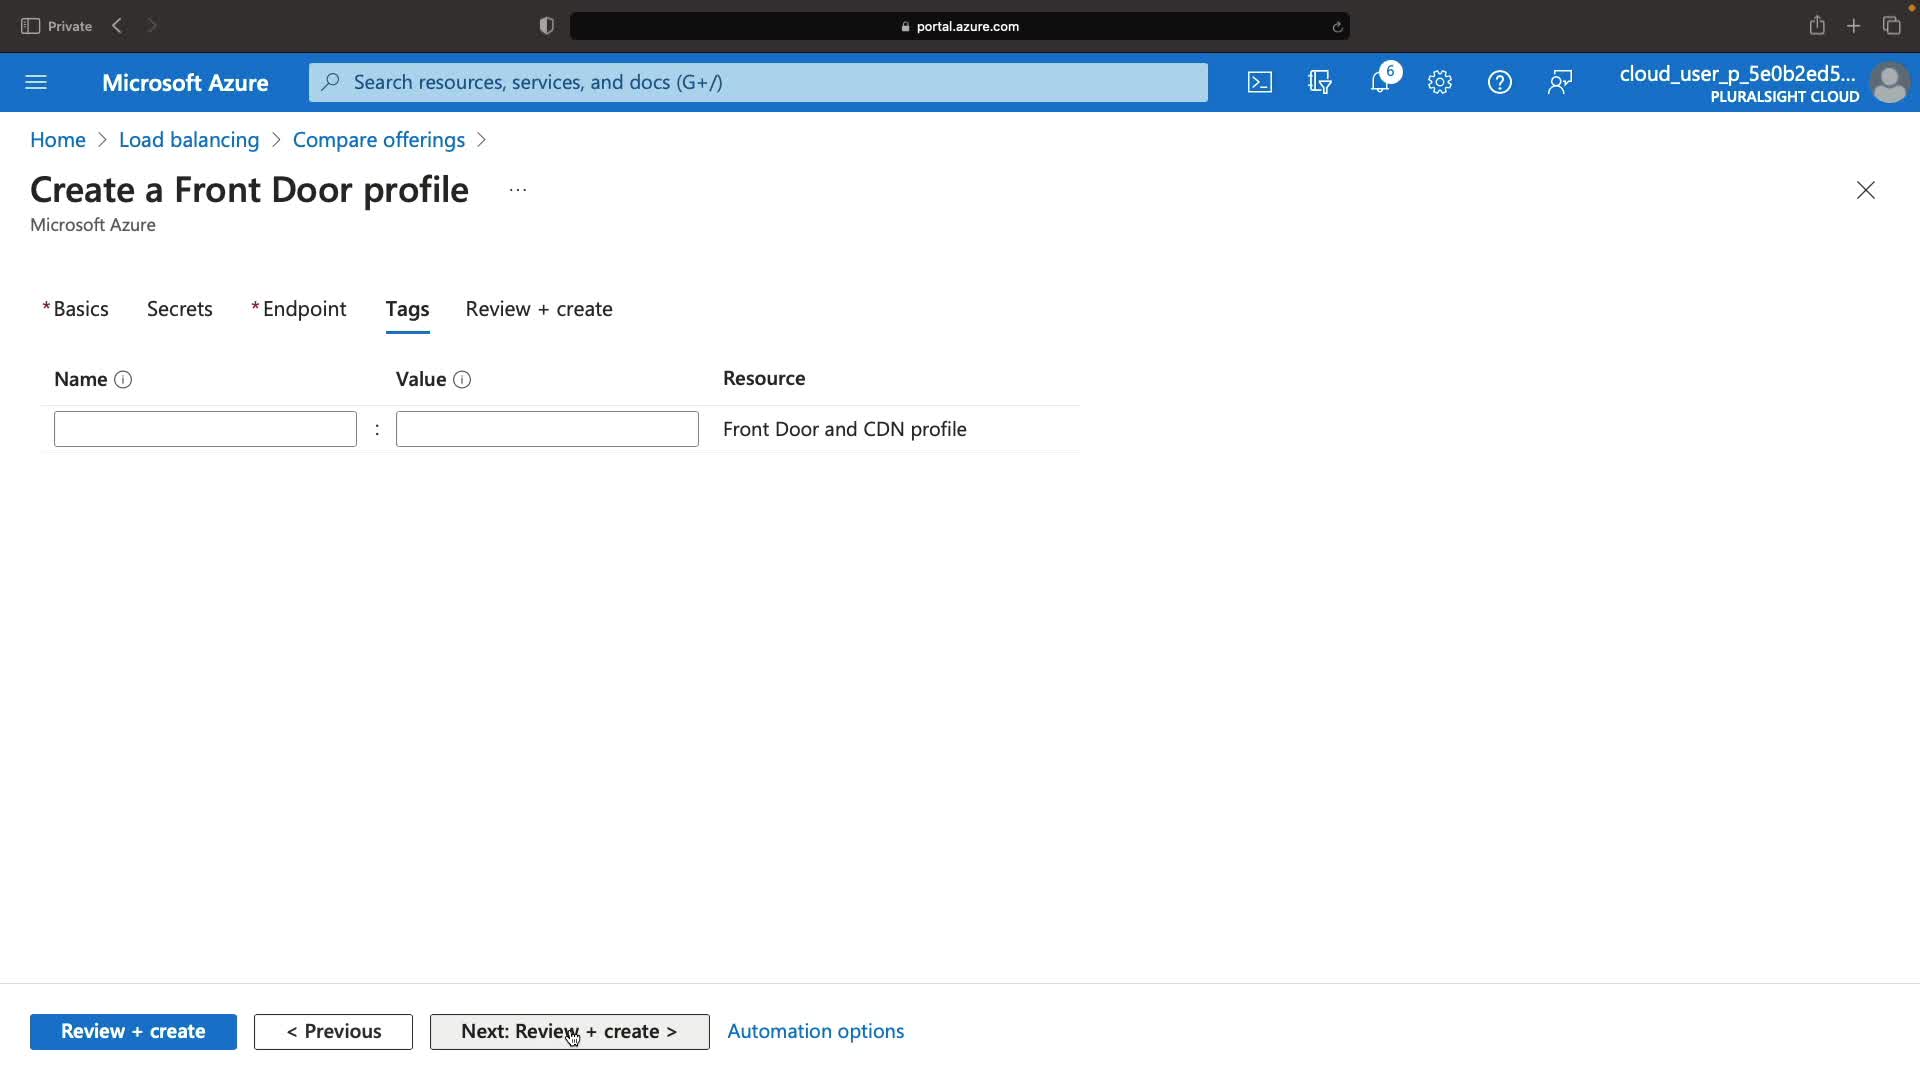 Private
portal.azure.com
Microsoft Azure
Search resources, services, and docs (G+/)
6
cloud_user_p_5e0b2ed5...
PLURALSIGHT CLOUD
Home > Load balancing > Compare offerings >
Create a Front Door profile ...
Microsoft Azure
* Basics Secrets * Endpoint Tags Review + create
Name Value Resource
: Front Door and CDN profile
Review + create < Previous Next: Review + create > Automation options